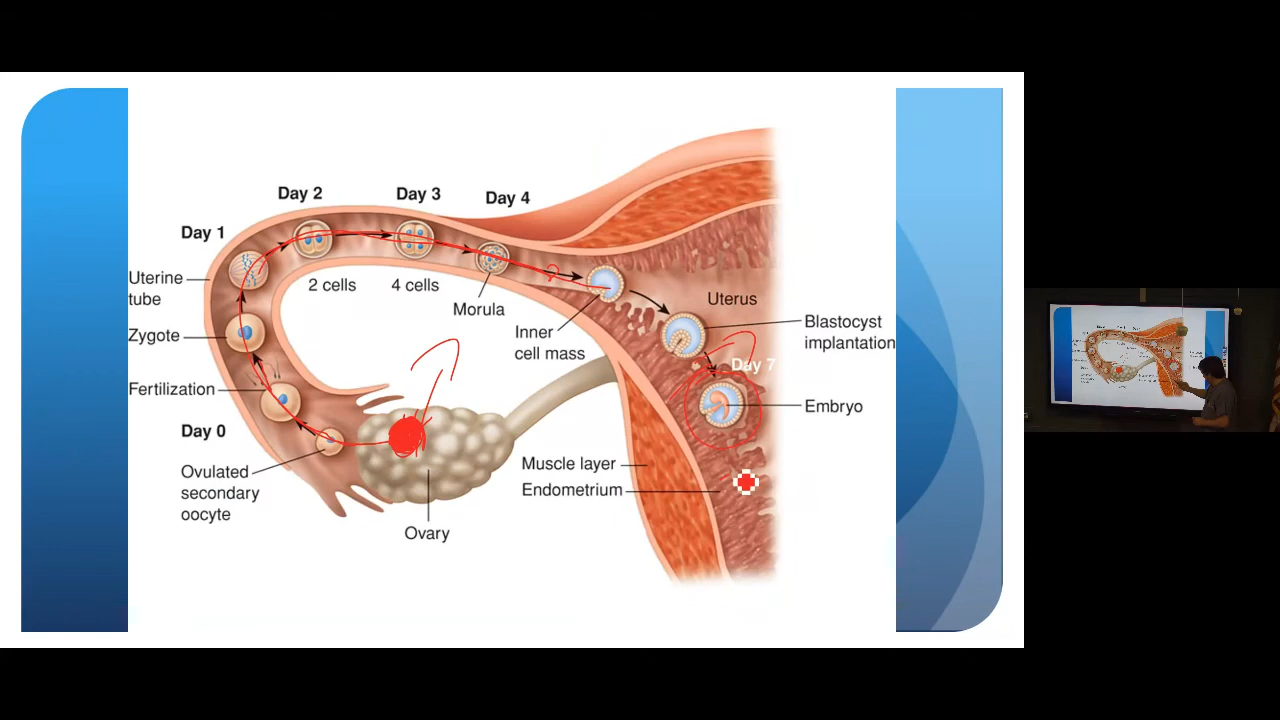 Day 2
Day 3
Day 4
Day 1
Uterine
tube
2 cells
4 cells
Morula
Uterus
Zygote
Inner
cell mass
Blastocyst
implantation
Day 7
Fertilization
Embryo
Day 0
Ovulated
secondary
oocyte
Muscle layer
Endometrium
Ovary